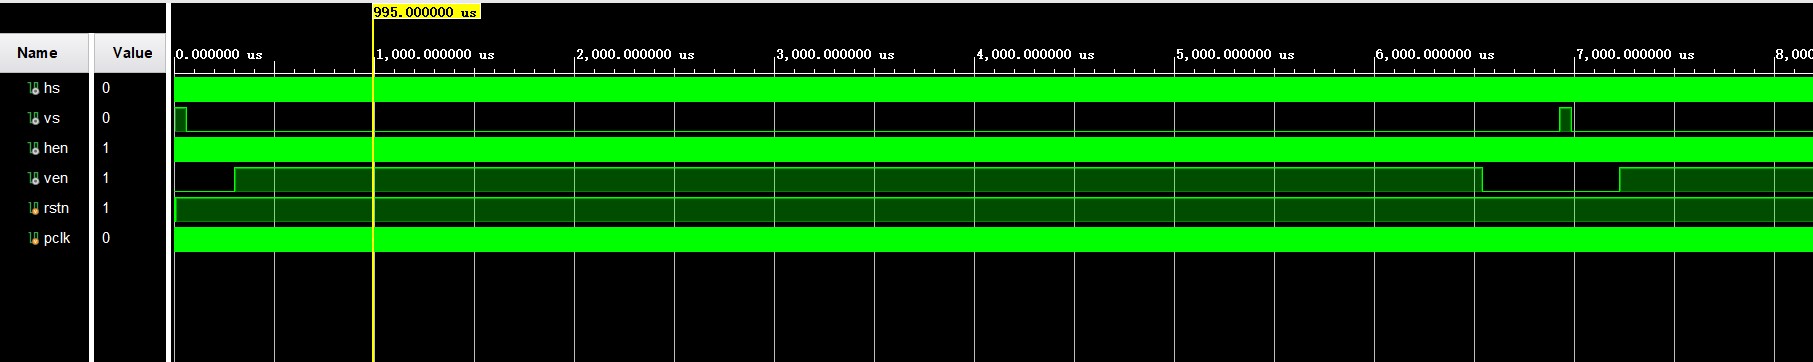 995.000000 us
Name Value
0.000000 us 1,000.000000 us 2,000.000000 us 3,000.000000 us 4,000.000000 us 5,000.000000 us 6,000.000000 us 7,000.000000 us 8,000
hs 0
vs 0
hen 1
ven 1
rstn 1
pclk 0